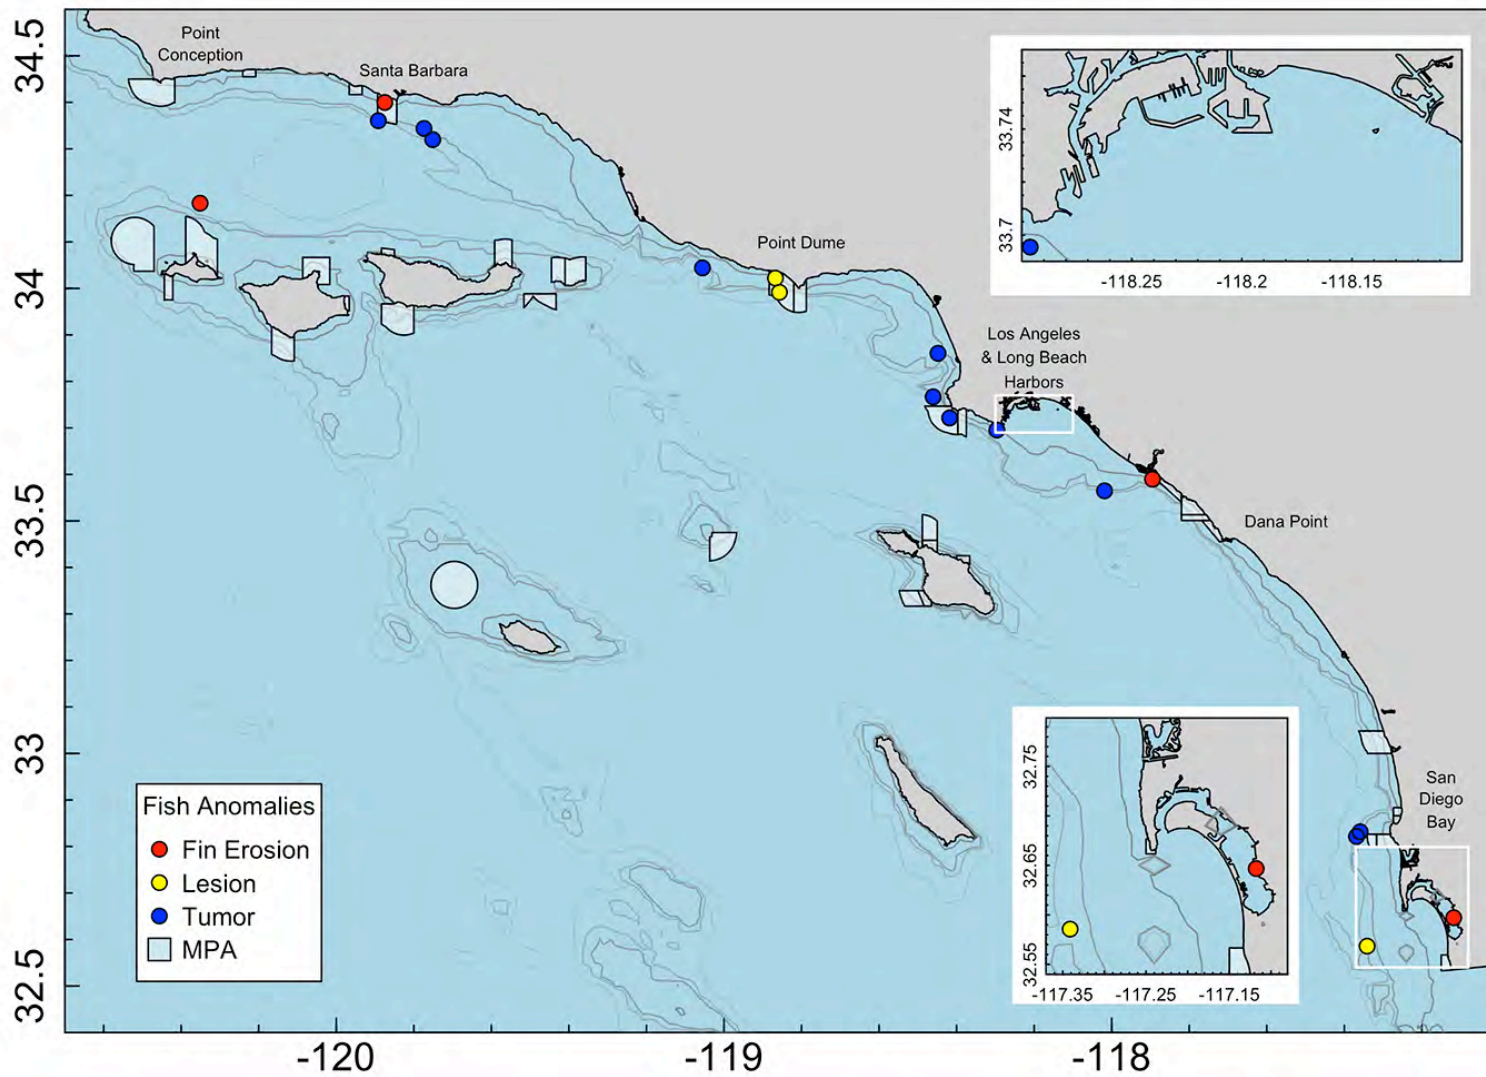 34.5
34
33.5
33
32.5
-120
-119
-118
Point
Conception
Santa Barbara
Point Dume
Los Angeles
& Long Beach
Harbors
Dana Point
San
Diego
Bay
33.74
33.7
-118.25
-118.2
-118.15
32.75
32.65
32.55
-117.35
-117.25
-117.15
Fish Anomalies
Fin Erosion
Lesion
Tumor
MPA